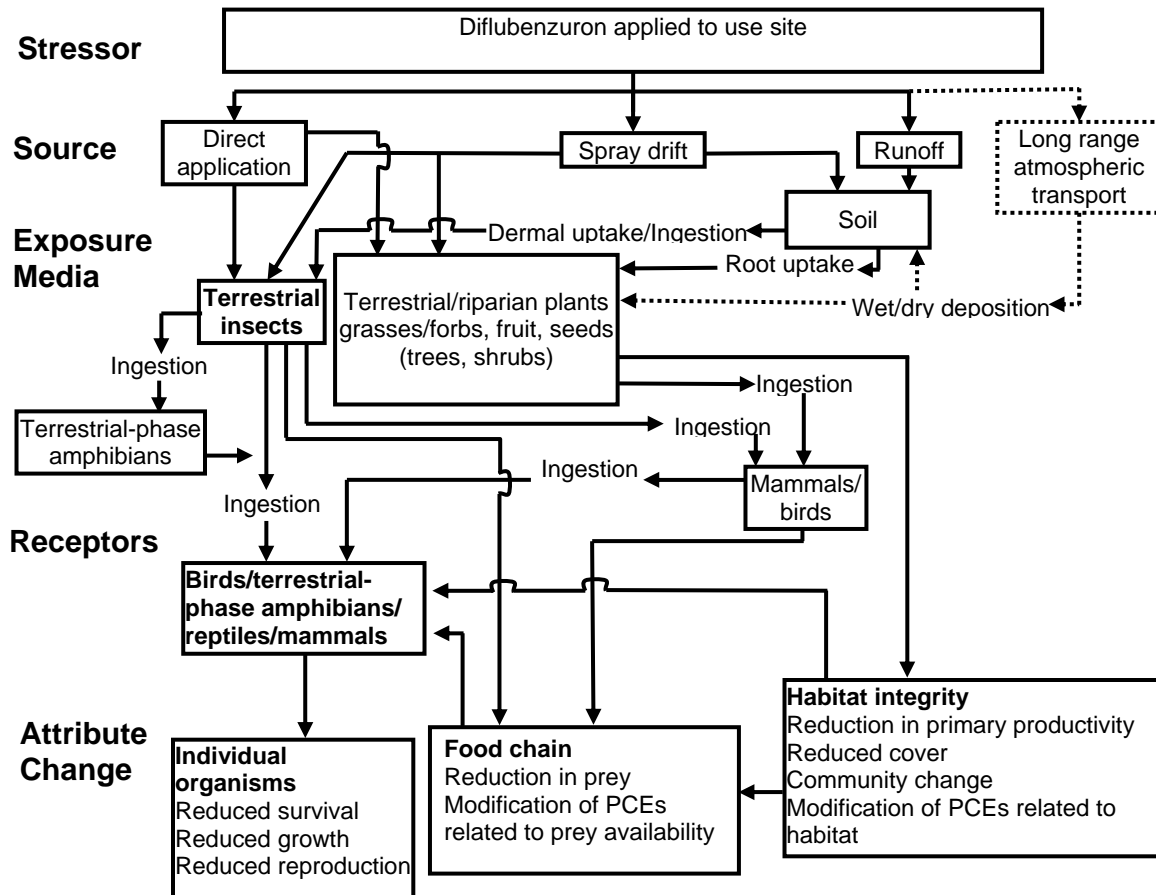 Stressor
Diflubenzuron applied to use site
Source
Direct
application
Spray drift
Runoff
Long range
atmospheric
transport
Exposure
Media
Soil
Dermal uptake/Ingestion
Root uptake
Wet/dry deposition
Terrestrial
insects
Terrestrial/riparian plants
grasses/forbs, fruit, seeds
(trees, shrubs)
Ingestion
Ingestion
Ingestion
Terrestrial-phase
amphibians
Ingestion
Ingestion
Mammals/
birds
Receptors
Birds/terrestrial-
phase amphibians/
reptiles/mammals
Attribute
Change
Individual
organisms
Reduced survival
Reduced growth
Reduced reproduction
Food chain
Reduction in prey
Modification of PCEs
related to prey availability
Habitat integrity
Reduction in primary productivity
Reduced cover
Community change
Modification of PCEs related to
habitat